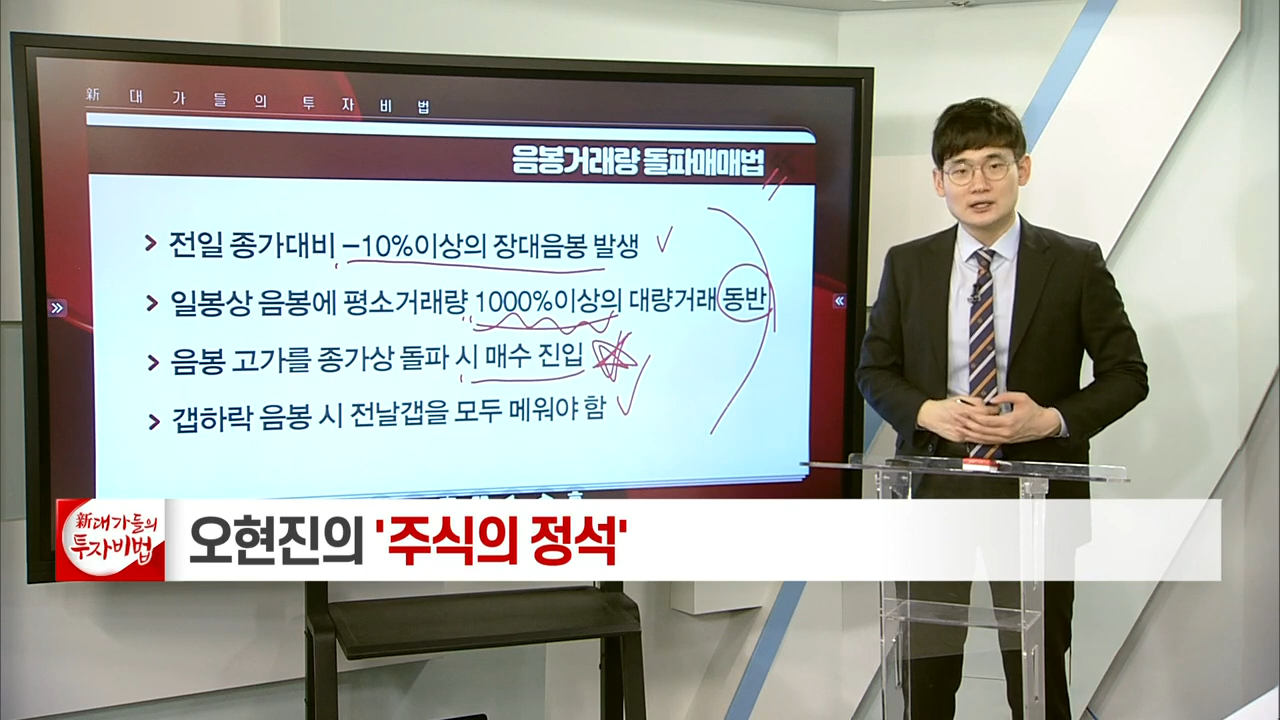 新대가들의 투자비법
음봉거래량 돌파매매법
전일 종가대비 -10%이상의 장대음봉 발생
일봉상 음봉에 평소거래량 1000%이상의 대량거래 동반
음봉 고가를 종가상 돌파 시 매수 진입
갭하락 음봉 시 전날갭을 모두 메워야 함
新대가들의
투자비법
오현진의 '주식의 정석'